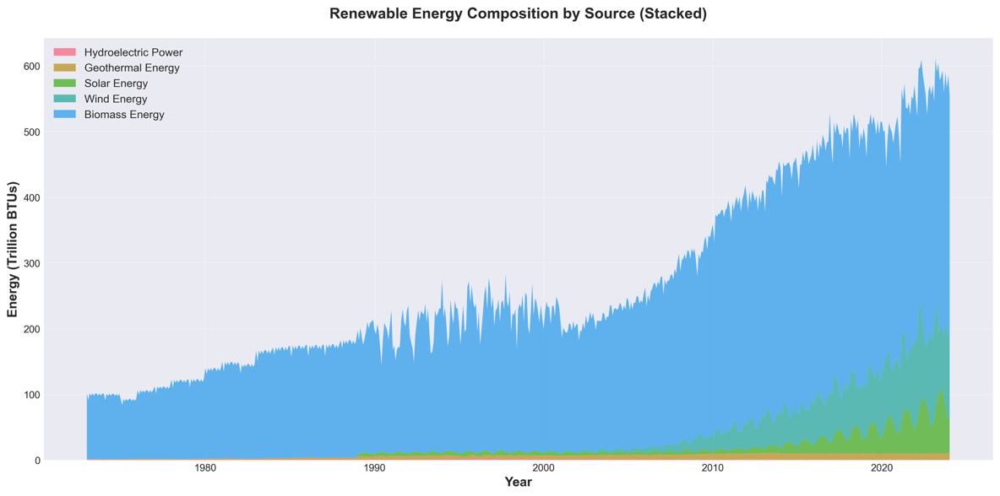 Renewable Energy Composition by Source (Stacked)
Hydroelectric Power
Geothermal Energy
Solar Energy
Wind Energy
Biomass Energy
Energy (Trillion BTUs)
600
500
400
300
200
100
0
1980
1990
2000
2010
2020
Year